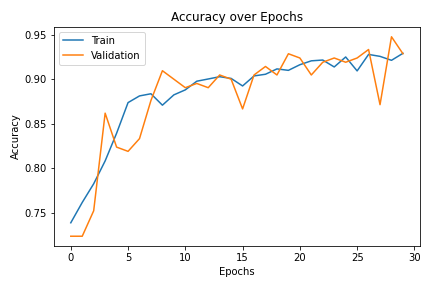 Accuracy over Epochs
Train
Validation
0.95
0.90
0.85
0.80
0.75
Accuracy
0 5 10 15 20 25 30
Epochs